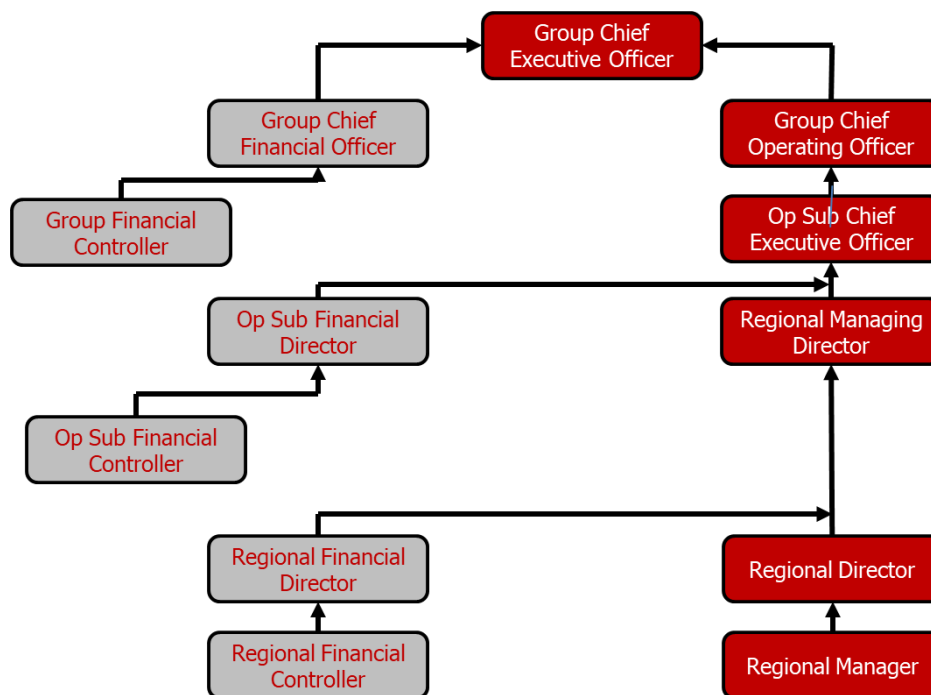 Group Chief
Executive Officer
Group Chief
Financial Officer
Group Chief
Operating Officer
Group Financial
Controller
Op Sub Chief
Executive Officer
Op Sub Financial
Director
Regional Managing
Director
Op Sub Financial
Controller
Regional Financial
Director
Regional Director
Regional Financial
Controller
Regional Manager